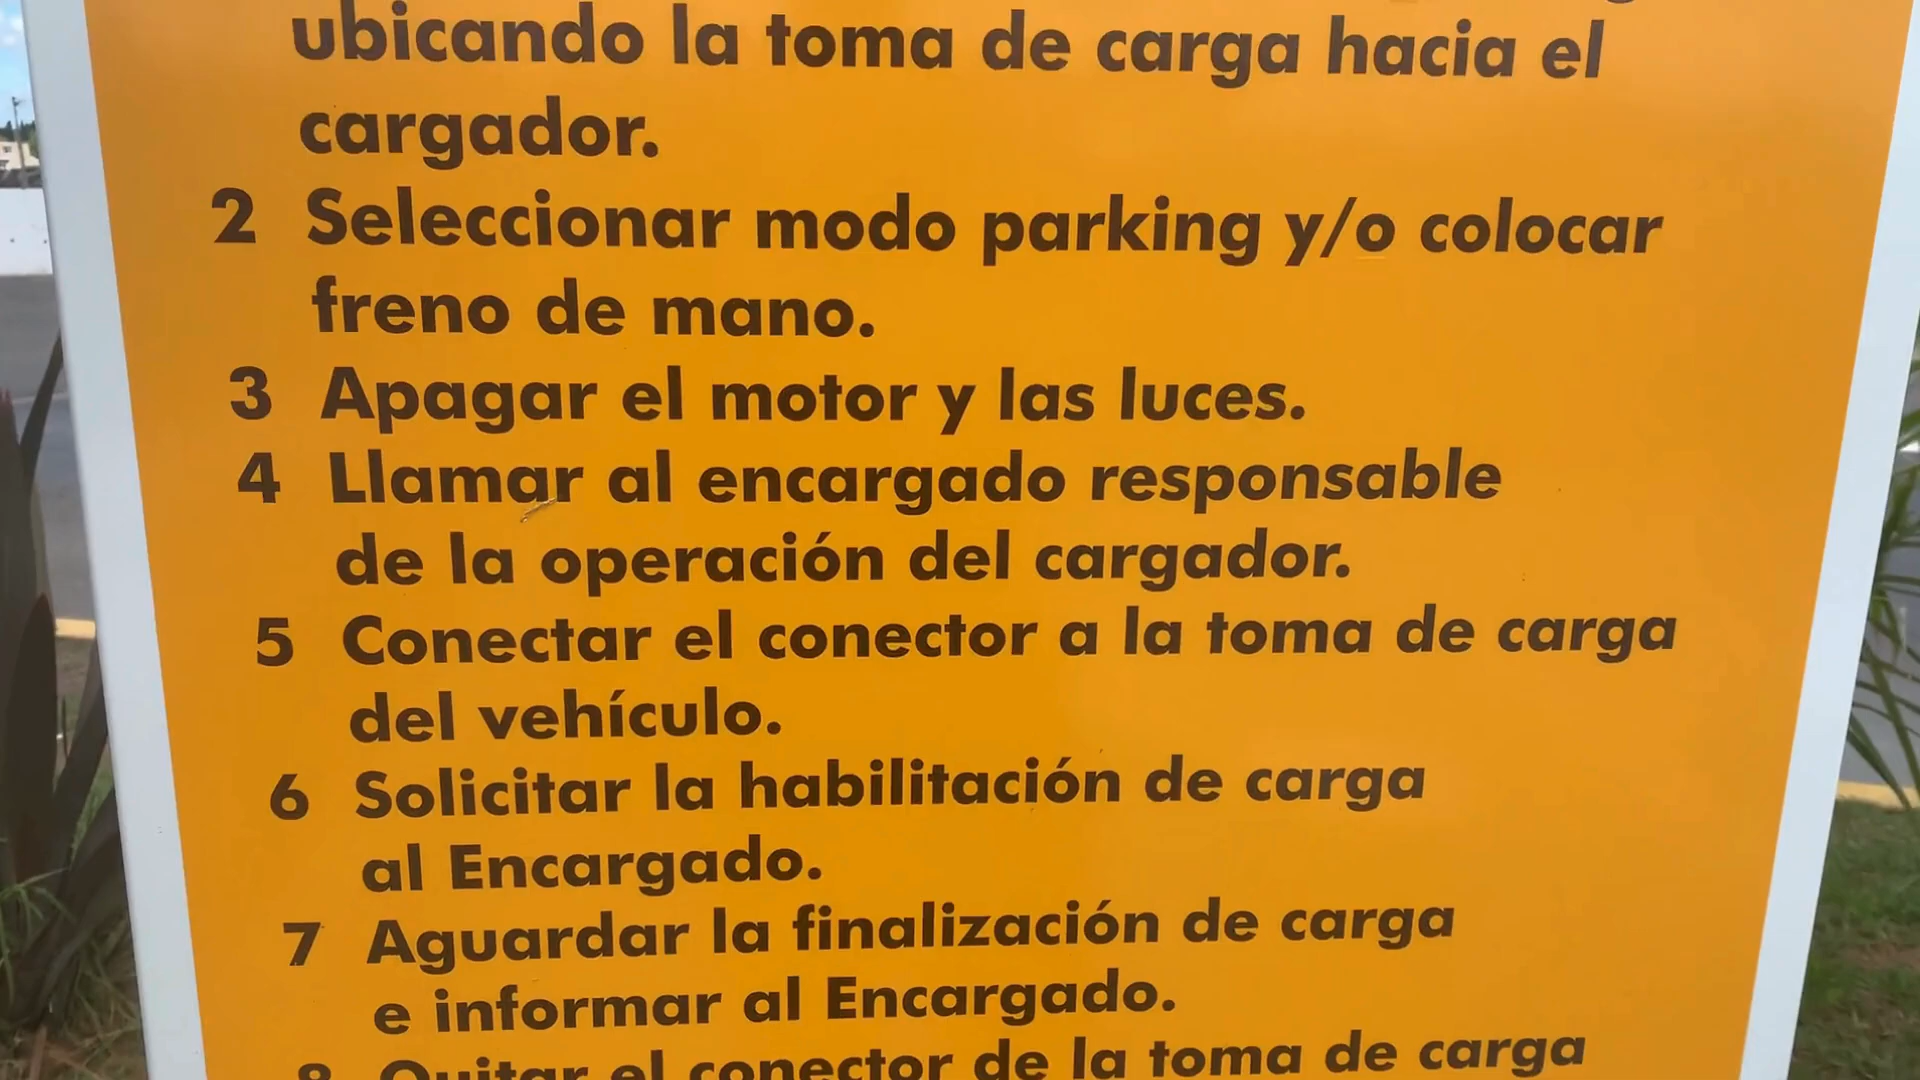 ubicando la toma de carga hacia el
cargador.
2 Seleccionar modo parking y/o colocar
freno de mano.
3 Apagar el motor y las luces.
4 Llamar al encargado responsable
de la operación del cargador.
5 Conectar el conector a la toma de carga
del vehículo.
6 Solicitar la habilitación de carga
al Encargado.
7 Aguardar la finalización de carga
e informar al Encargado.
8 Quitar el conector de la toma de carga